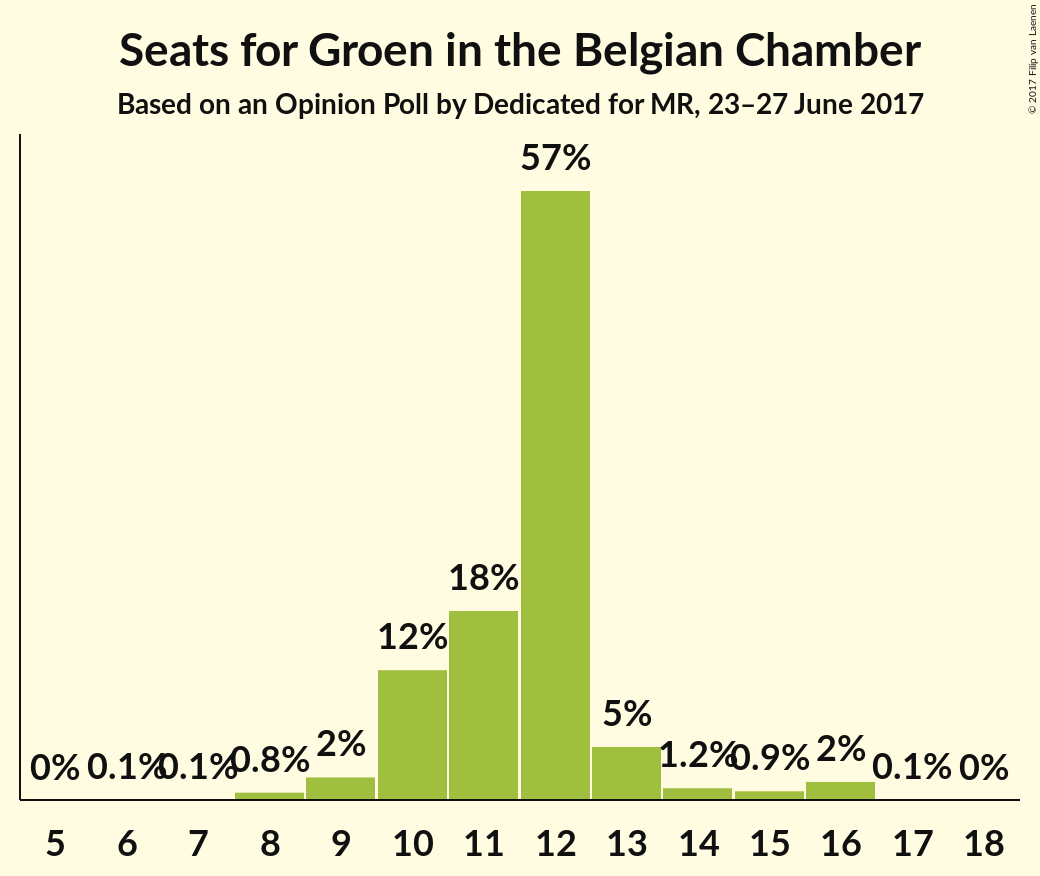 Seats for Groen in the Belgian Chamber
Based on an Opinion Poll by Dedicated for MR, 23–27 June 2017
© 2017 Filip van Laenen
57%
18%
12%
5%
2%
2%
0% 0.1% 0.1% 0.8% 1.2% 0.9% 0.1% 0%
5 6 7 8 9 10 11 12 13 14 15 16 17 18